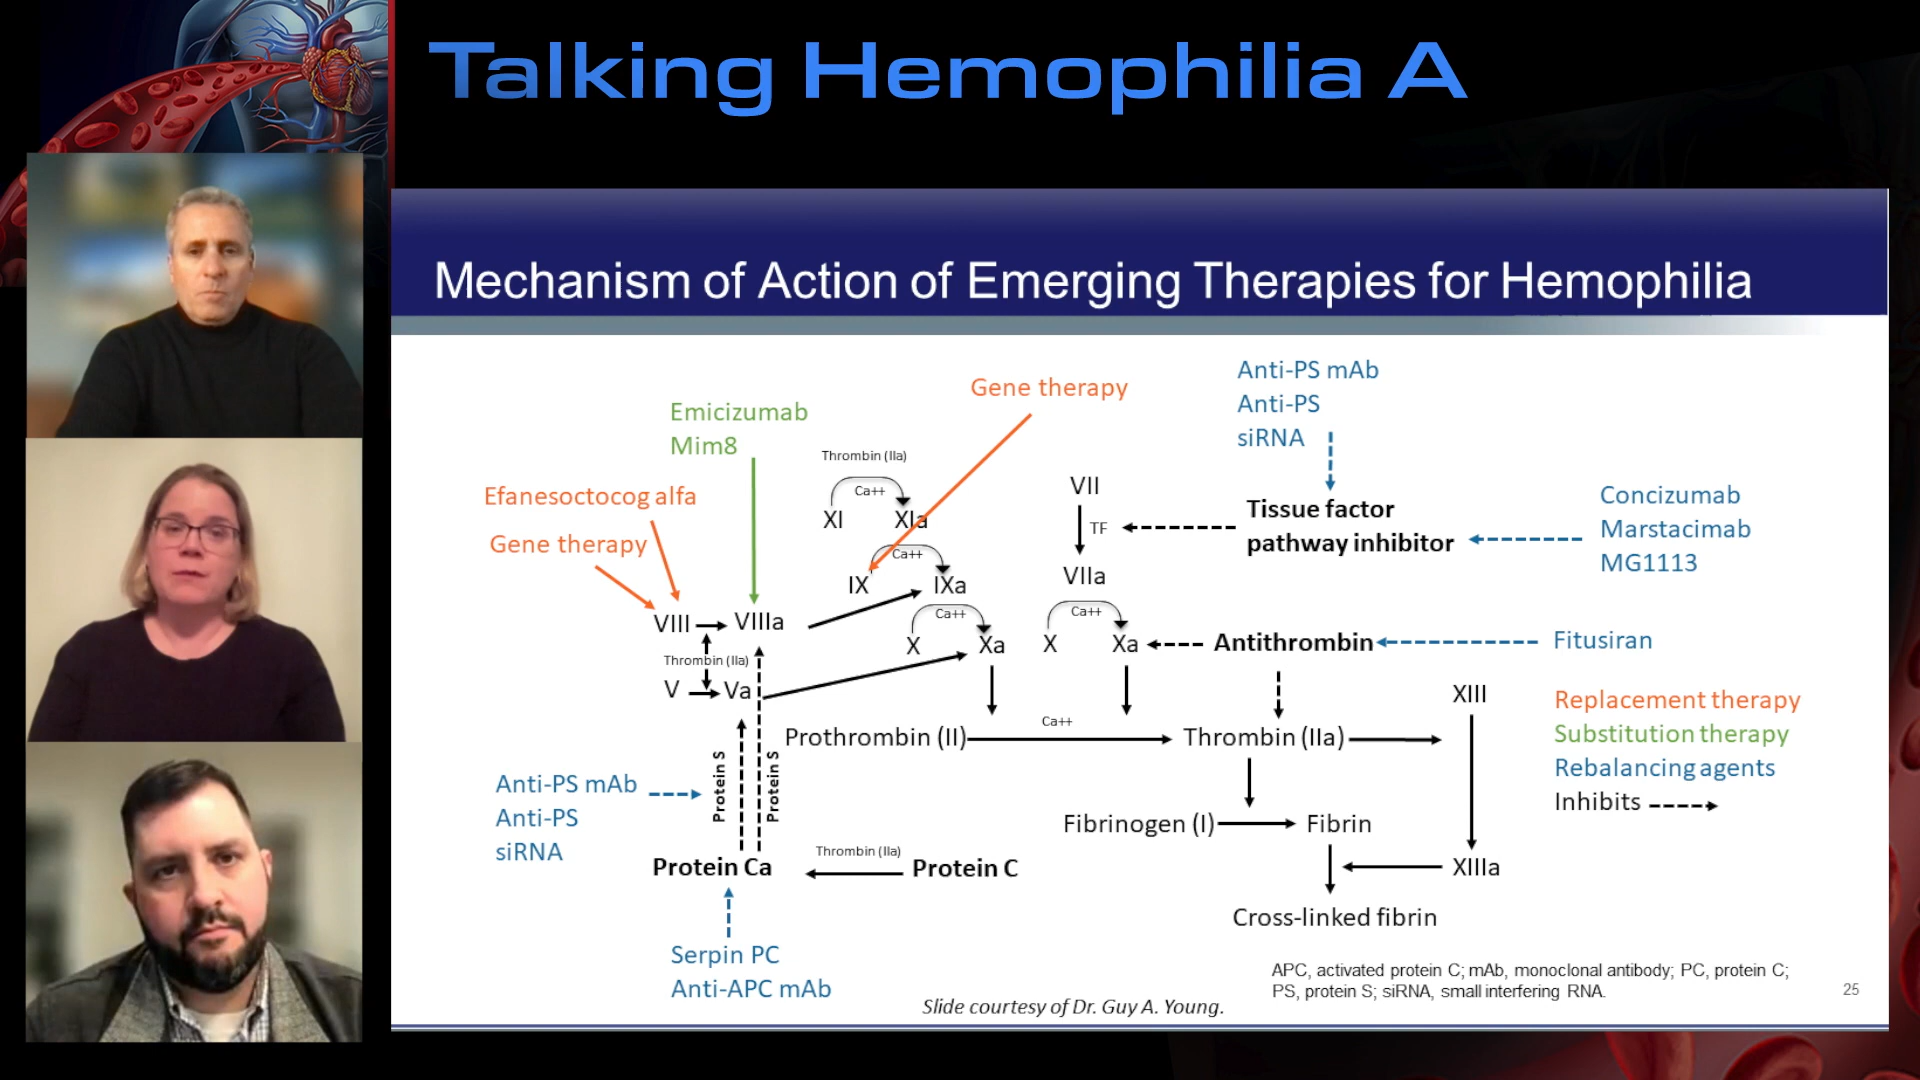 Talking Hemophilia A
Mechanism of Action of Emerging Therapies for Hemophilia
Anti-PS mAb
Anti-PS
siRNA
Gene therapy
Emicizumab
Mim8
Thrombin (IIa)
Ca++
XI
XIa
Efanesoctocog alfa
Gene therapy
VII
TF
VIIa
Tissue factor
pathway inhibitor
Concizumab
Marstacimab
MG1113
Ca++
IX
IXa
VIII
VIIIa
Ca++
X
Xa
Ca++
X
Xa
Antithrombin
Fitusiran
Thrombin (IIa)
V
Va
Prothrombin (II)
Ca++
Thrombin (IIa)
XIII
Replacement therapy
Substitution therapy
Rebalancing agents
Inhibits
Anti-PS mAb
Anti-PS
siRNA
Protein S
Protein S
Fibrinogen (I)
Fibrin
Protein Ca
Thrombin (IIa)
Protein C
XIIIa
Cross-linked fibrin
Serpin PC
Anti-APC mAb
APC, activated protein C; mAb, monoclonal antibody; PC, protein C;
PS, protein S; siRNA, small interfering RNA.
Slide courtesy of Dr. Guy A. Young.
25